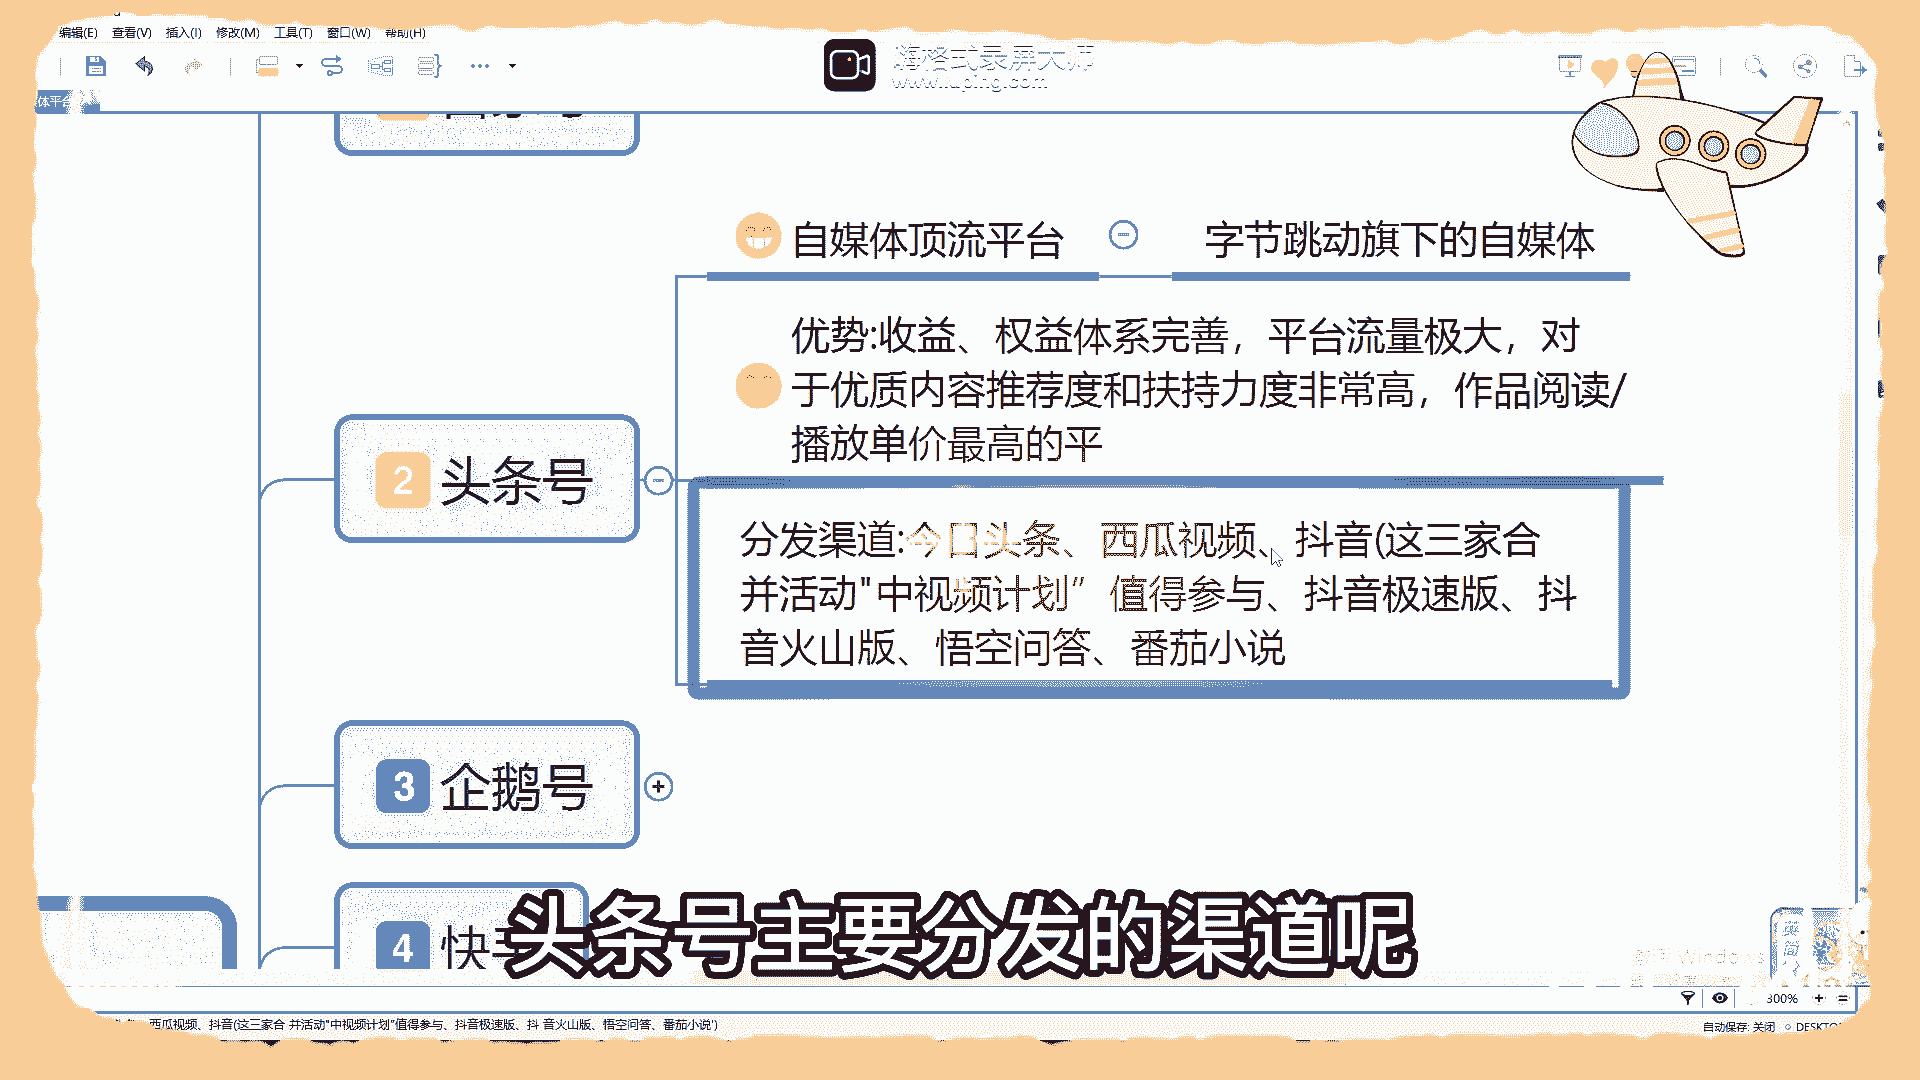 编辑(E) 查看(V) 插入(I) 修改(M) 工具(T) 窗口(W) 帮助(H)
嗨格式录屏大师
www.luping.com
体平台
自媒体顶流平台
字节跳动旗下的自媒体
优势:收益、权益体系完善，平台流量极大，对
于优质内容推荐度和扶持力度非常高，作品阅读/
播放单价最高的平
2 头条号
分发渠道:今日头条、西瓜视频、抖音(这三家合
并活动"中视频计划” 值得参与、抖音极速版、抖
音火山版、悟空问答、番茄小说
3 企鹅号
4 快手
头条号主要分发的渠道呢
英
简
Windows
300%
西瓜视频、抖音(这三家合 并活动"中视频计划”值得参与、抖音极速版、抖 音火山版、悟空问答、番茄小说')
自动保存: 关闭